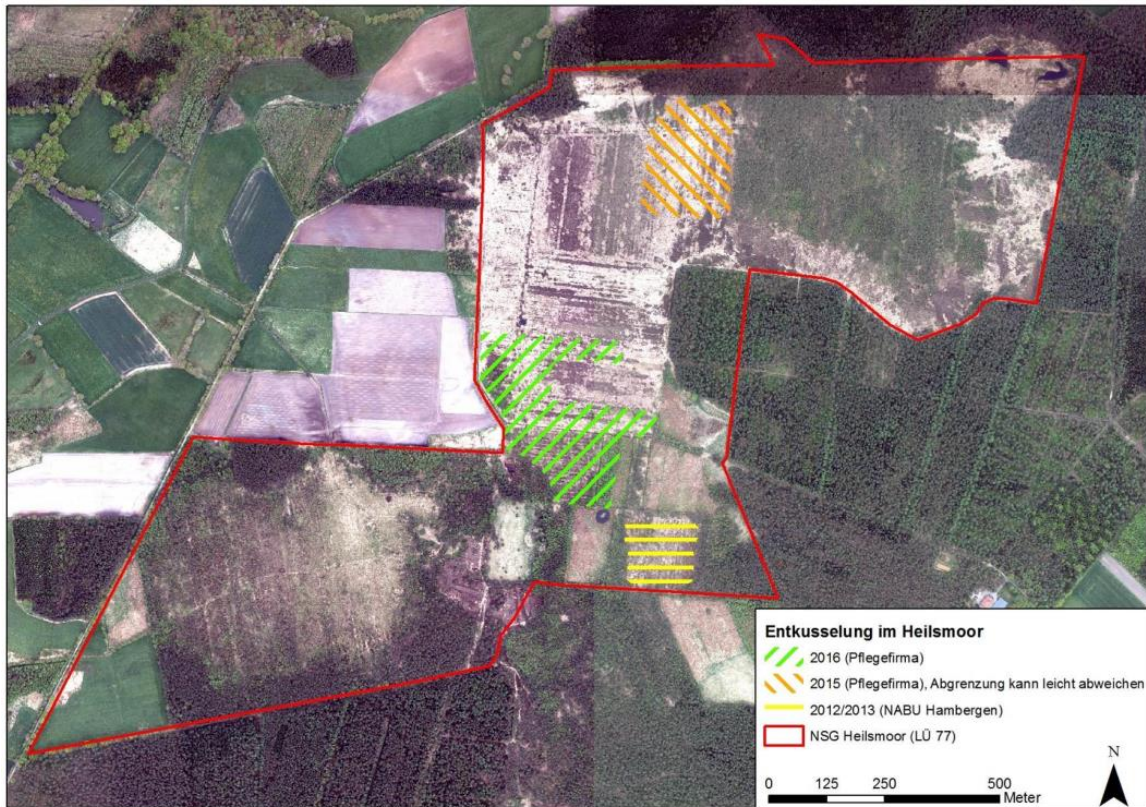 Entkusselung im Heilsmoor
2016 (Pflegefirma)
2015 (Pflegefirma), Abgrenzung kann leicht abweichen
2012/2013 (NABU Hambergen)
NSG Heilsmoor (LÜ 77)
N
0 125 250 500
Meter